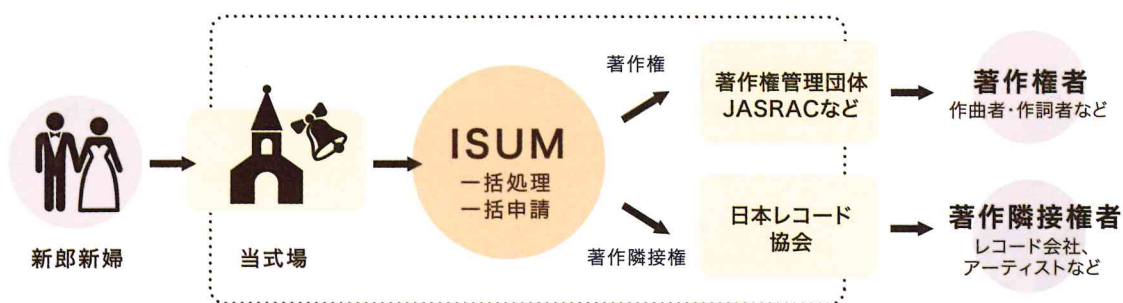 新郎新婦
当式場
ISUM
一括処理
一括申請
著作権
著作隣接権
著作権管理団体
JASRACなど
日本レコード
協会
著作権者
作曲者・作詞者など
著作隣接権者
レコード会社、
アーティストなど